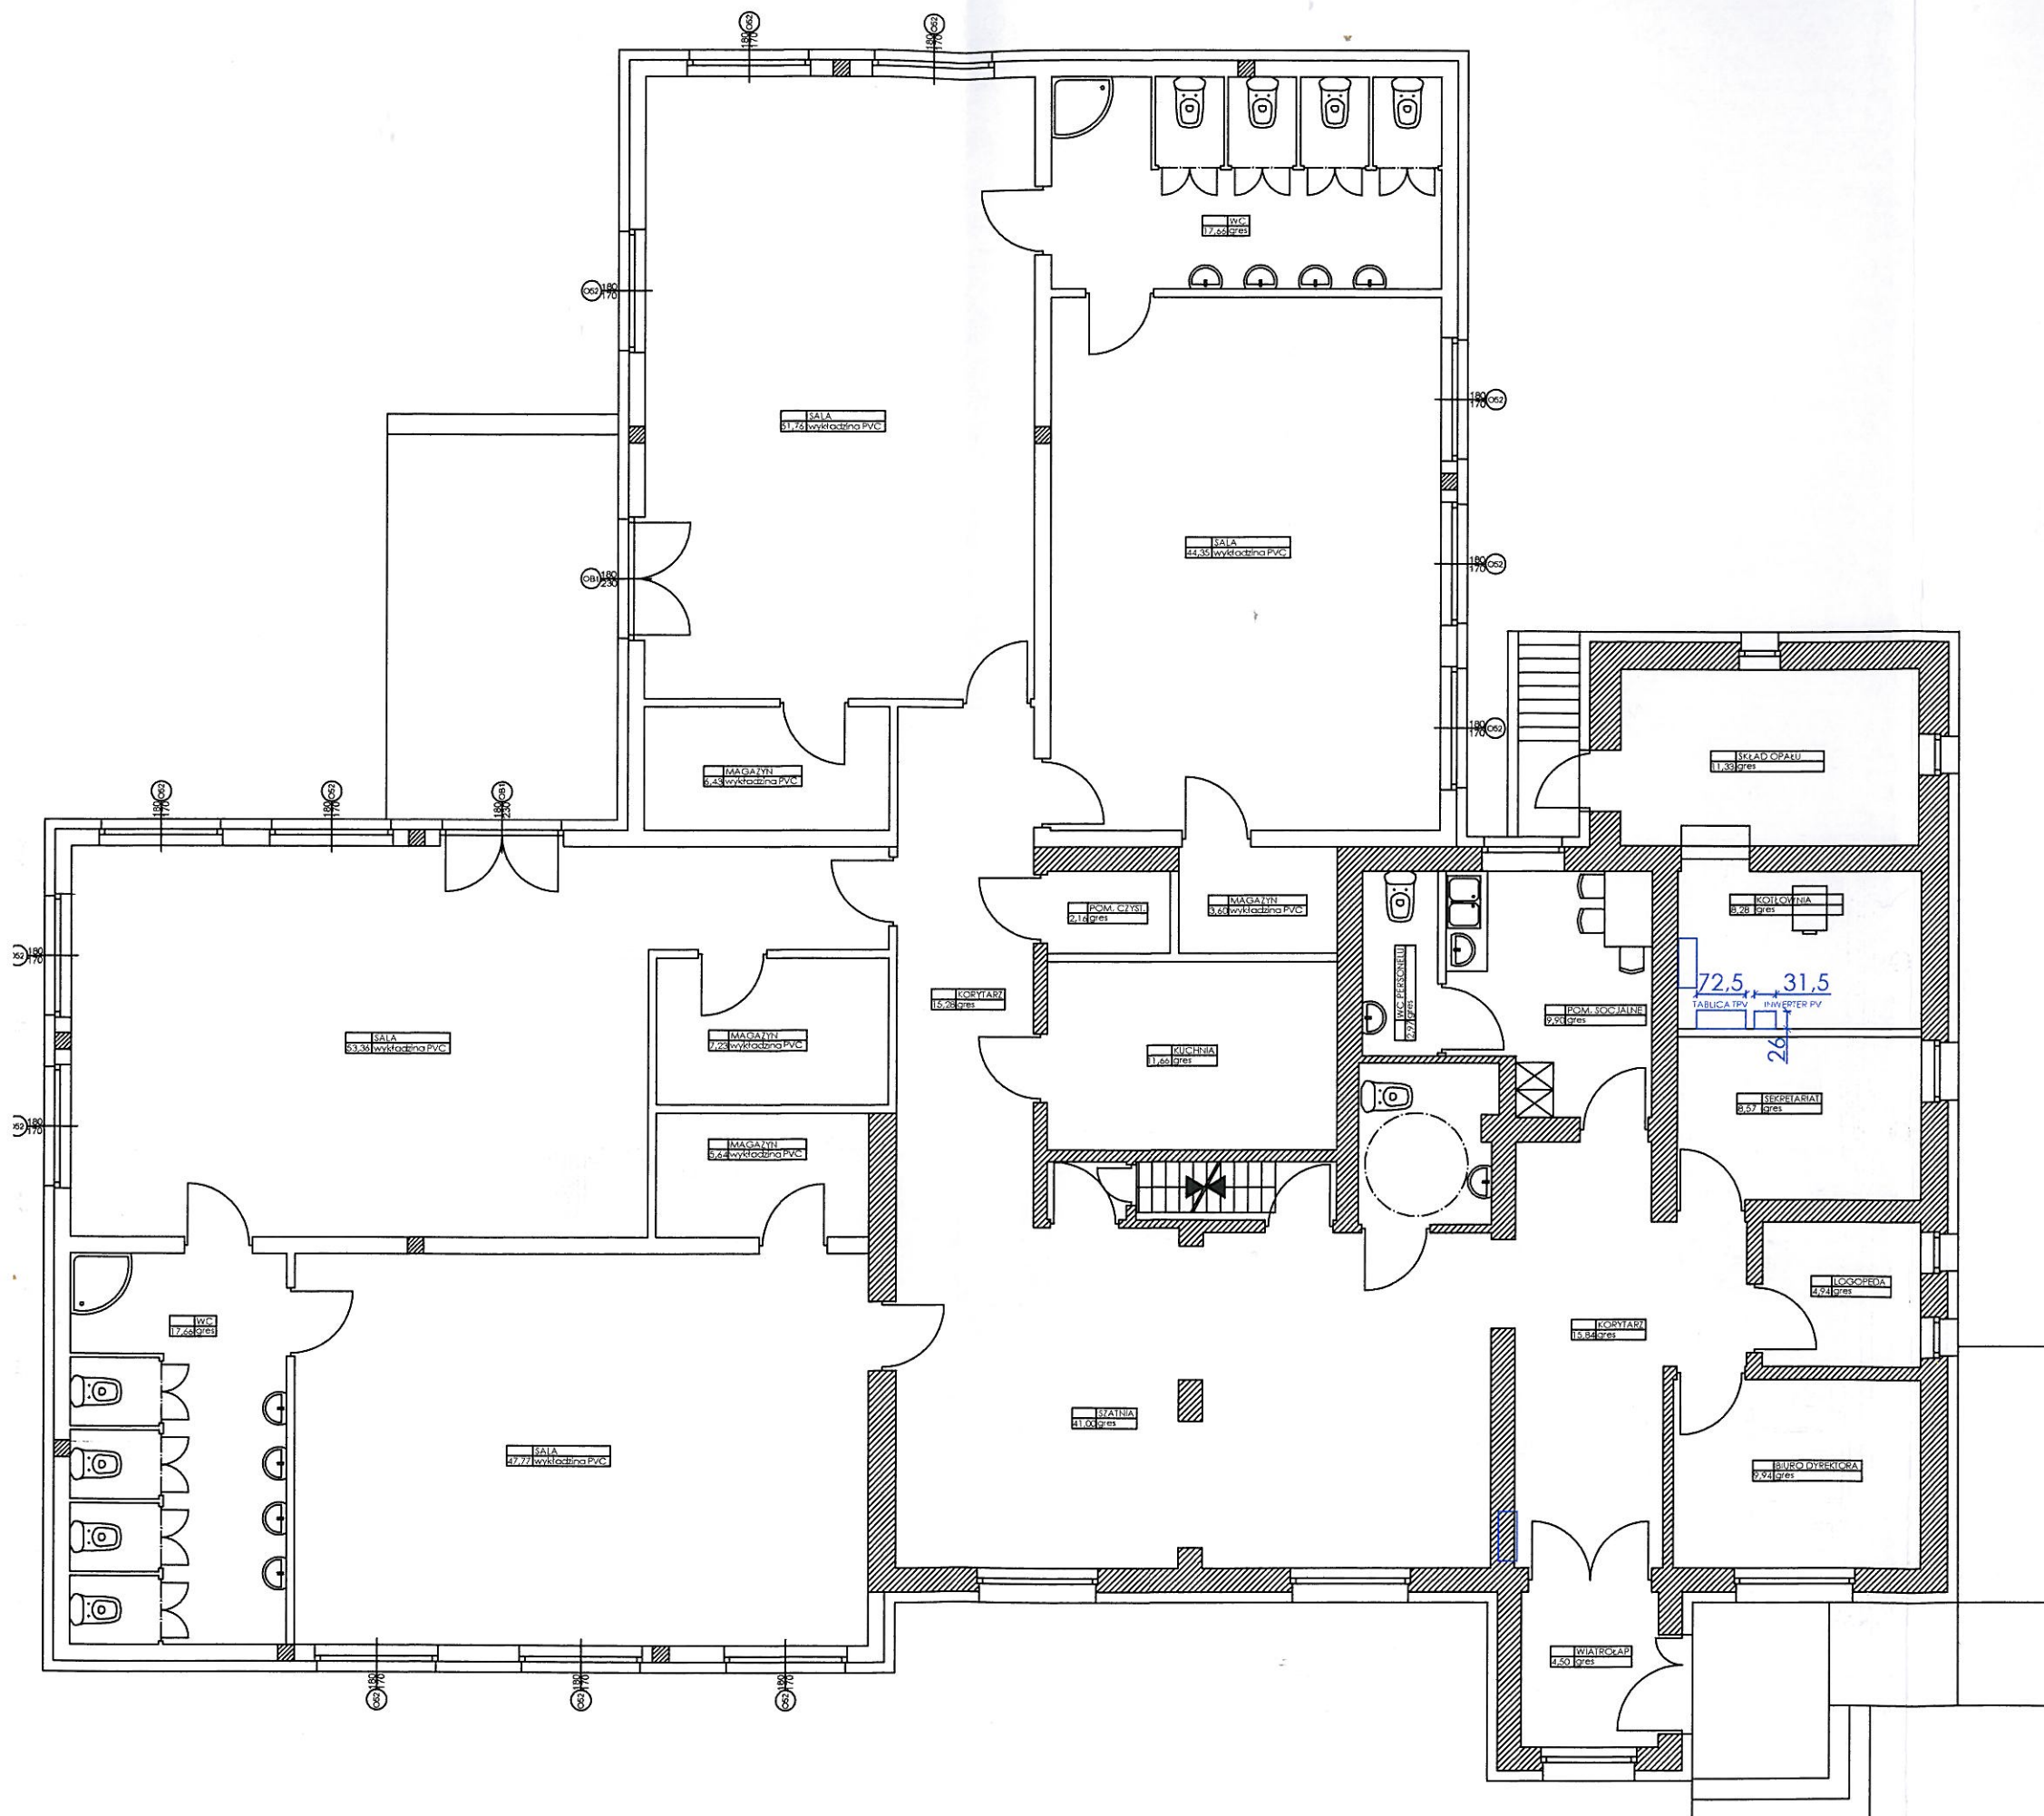 180
170
O52
180
170
O52
WC
17,66 gres
O52
180
170
180
170
O52
SALA
51,76 wykładzina PVC
SALA
44,35 wykładzina PVC
180
170
O52
OB1
180
230
180
170
O52
SKŁAD OPAŁU
11,33 gres
MAGAZYN
6,43 wykładzina PVC
180
170
O52
180
170
O52
180
230
OB1
KOTŁOWNIA
8,28 gres
MAGAZYN
3,60 wykładzina PVC
POM. CZYST.
2,16 gres
O52
180
170
WC PERSONELU
2,97 gres
72,5
31,5
TABLICA TPV
INWERTER PV
26
KORYTARZ
15,28 gres
POM. SOCJALNE
9,90 gres
SALA
53,36 wykładzina PVC
MAGAZYN
7,23 wykładzina PVC
KUCHNIA
11,66 gres
SEKRETARIAT
8,57 gres
O52
180
170
MAGAZYN
5,64 wykładzina PVC
LOGOPEDA
4,94 gres
WC
17,66 gres
KORYTARZ
15,84 gres
SZATNIA
41,00 gres
SALA
47,77 wykładzina PVC
BIURO DYREKTORA
9,94 gres
WIATROŁAP
4,50 gres
180
170
O52
180
170
O52
180
170
O52